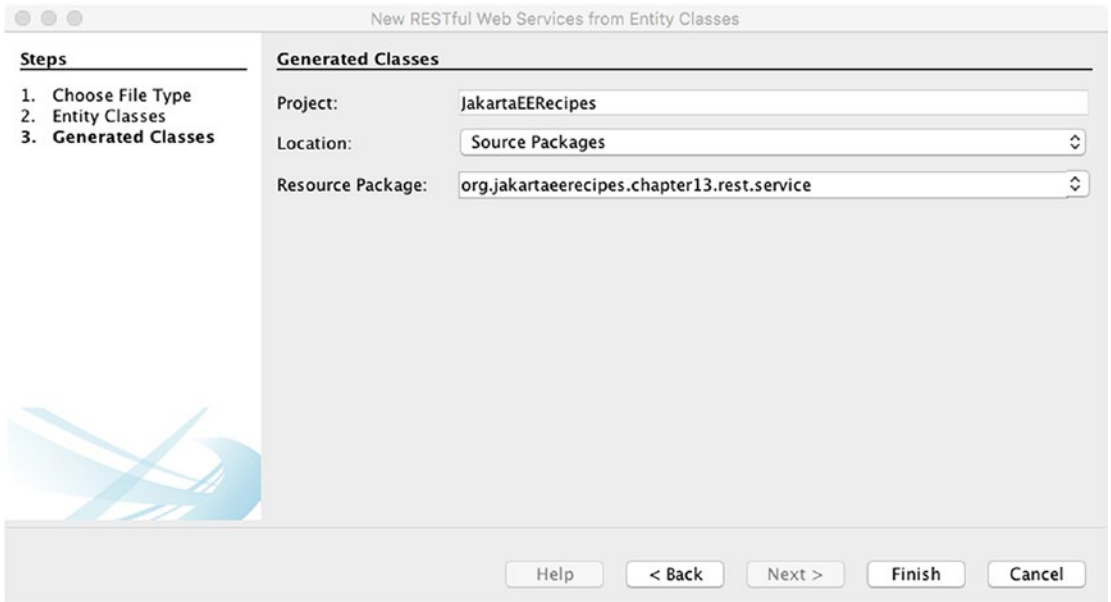 New RESTful Web Services from Entity Classes
Steps
1. Choose File Type
2. Entity Classes
3. Generated Classes
Generated Classes
Project: JakartaEERecipes
Location: Source Packages
Resource Package: org.jakartaeerecipes.chapter13.rest.service
Help < Back Next > Finish Cancel